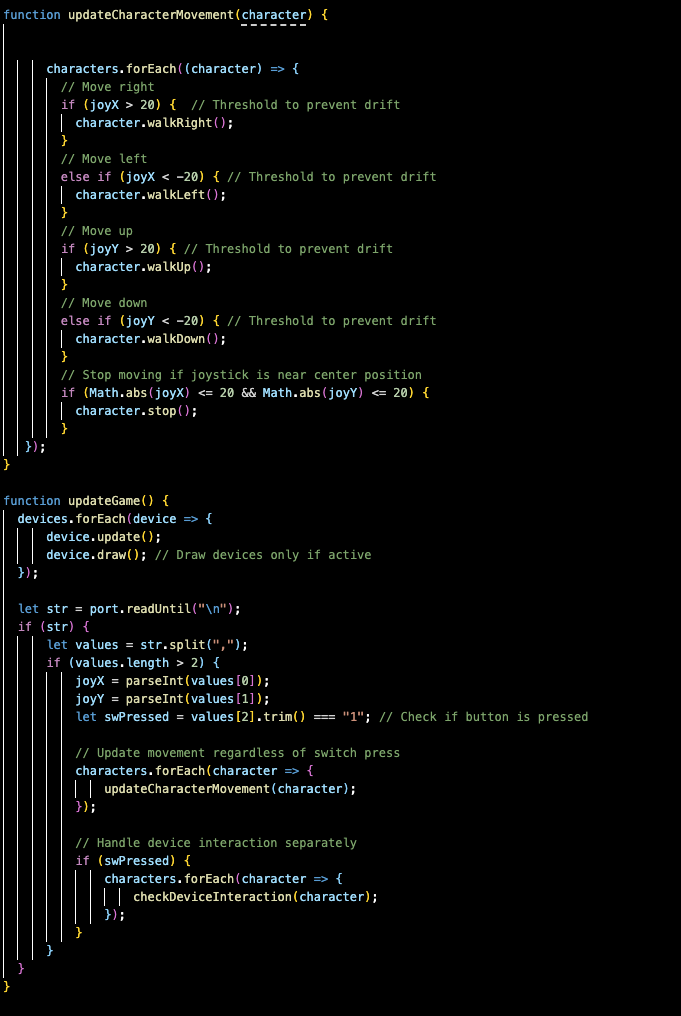 function updateCharacterMovement(character) {
characters.forEach((character) => {
// Move right
if (joyX > 20) {  // Threshold to prevent drift
character.walkRight();
}
// Move left
else if (joyX < -20) { // Threshold to prevent drift
character.walkLeft();
}
// Move up
if (joyY > 20) { // Threshold to prevent drift
character.walkUp();
}
// Move down
else if (joyY < -20) { // Threshold to prevent drift
character.walkDown();
}
// Stop moving if joystick is near center position
if (Math.abs(joyX) <= 20 && Math.abs(joyY) <= 20) {
character.stop();
}
});
}
function updateGame() {
devices.forEach(device => {
device.update();
device.draw(); // Draw devices only if active
});
let str = port.readUntil("\n");
if (str) {
let values = str.split(",");
if (values.length > 2) {
joyX = parseInt(values[0]);
joyY = parseInt(values[1]);
let swPressed = values[2].trim() === "1"; // Check if button is pressed
// Update movement regardless of switch press
characters.forEach(character => {
updateCharacterMovement(character);
});
// Handle device interaction separately
if (swPressed) {
characters.forEach(character => {
checkDeviceInteraction(character);
});
}
}
}
}